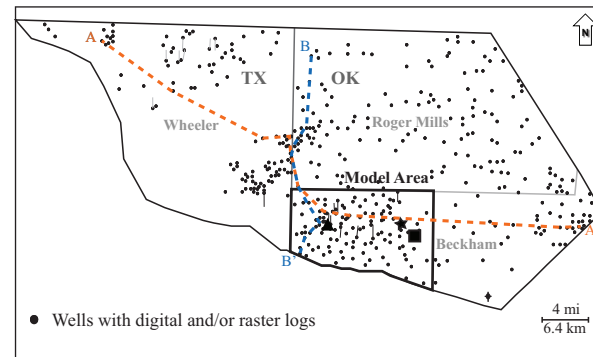 N
A
B
TX
OK
Wheeler
Roger Mills
Model Area
A'
Beckham
B'
Wells with digital and/or raster logs
4 mi
6.4 km